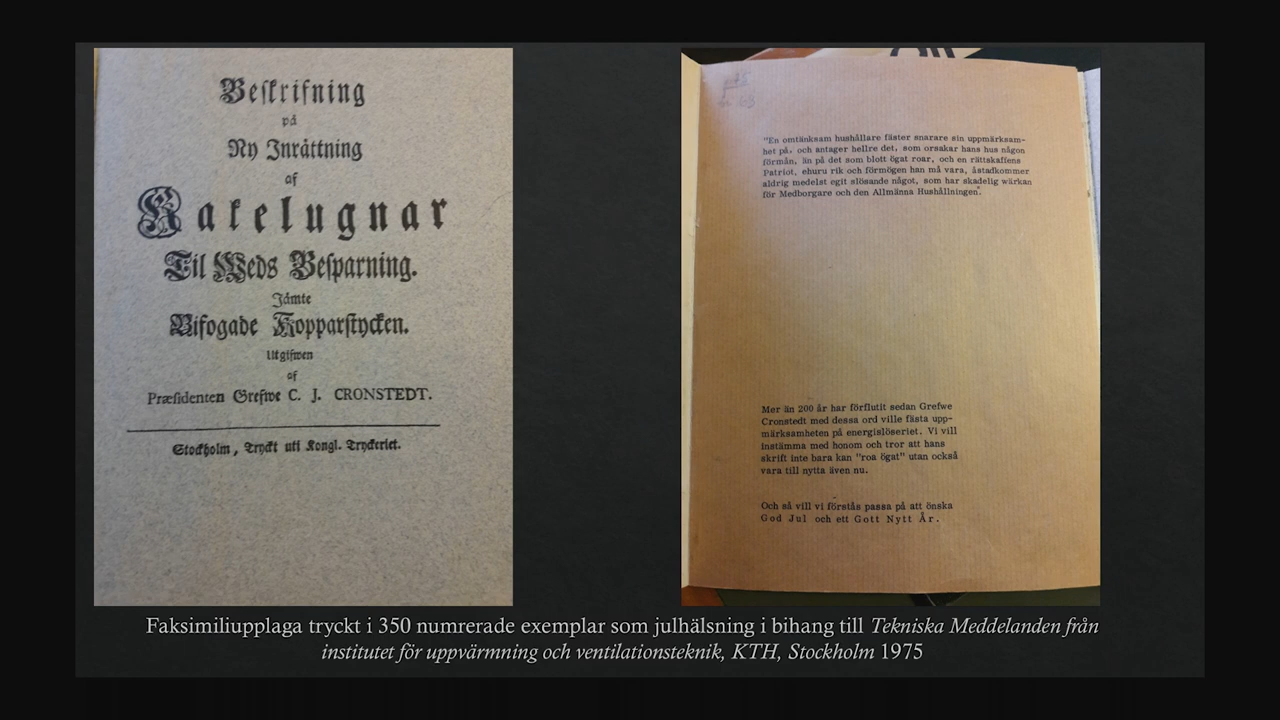 Beſkrifning
på
Ny Inråttning
af
Kakelugnar
Til Weds Beſparning.
Jåmte
Bifogade Kopparſtycken.
Utgifwen
af
Præſidenten Grefwe C. J. CRONSTEDT.
Stockholm, Tryckt uti Kongl. Tryckeriet.
"En omtänksam hushållare fäster snarare sin uppmärksam-
het på, och antager hellre det, som orsakar hans hus någon
förmån, än på det som blott ögat roar, och en rättskaffens
Patriot, ehuru rik och förmögen han må vara, åstadkommer
aldrig medelst egit slösande något, som har skadelig wärkan
för Medborgare och den Allmänna Hushållningen".
Mer än 200 år har förflutit sedan Grefwe
Cronstedt med dessa ord ville fästa upp-
märksamheten på energislöseriet. Vi vill
instämma med honom och tror att hans
skrift inte bara kan "roa ögat" utan också
vara till nytta även nu.
Och så vill vi förstås passa på att önska
God Jul och ett Gott Nytt År.
Faksimiliupplaga tryckt i 350 numrerade exemplar som julhälsning i bihang till Tekniska Meddelanden från
institutet för uppvärmning och ventilationsteknik, KTH, Stockholm 1975